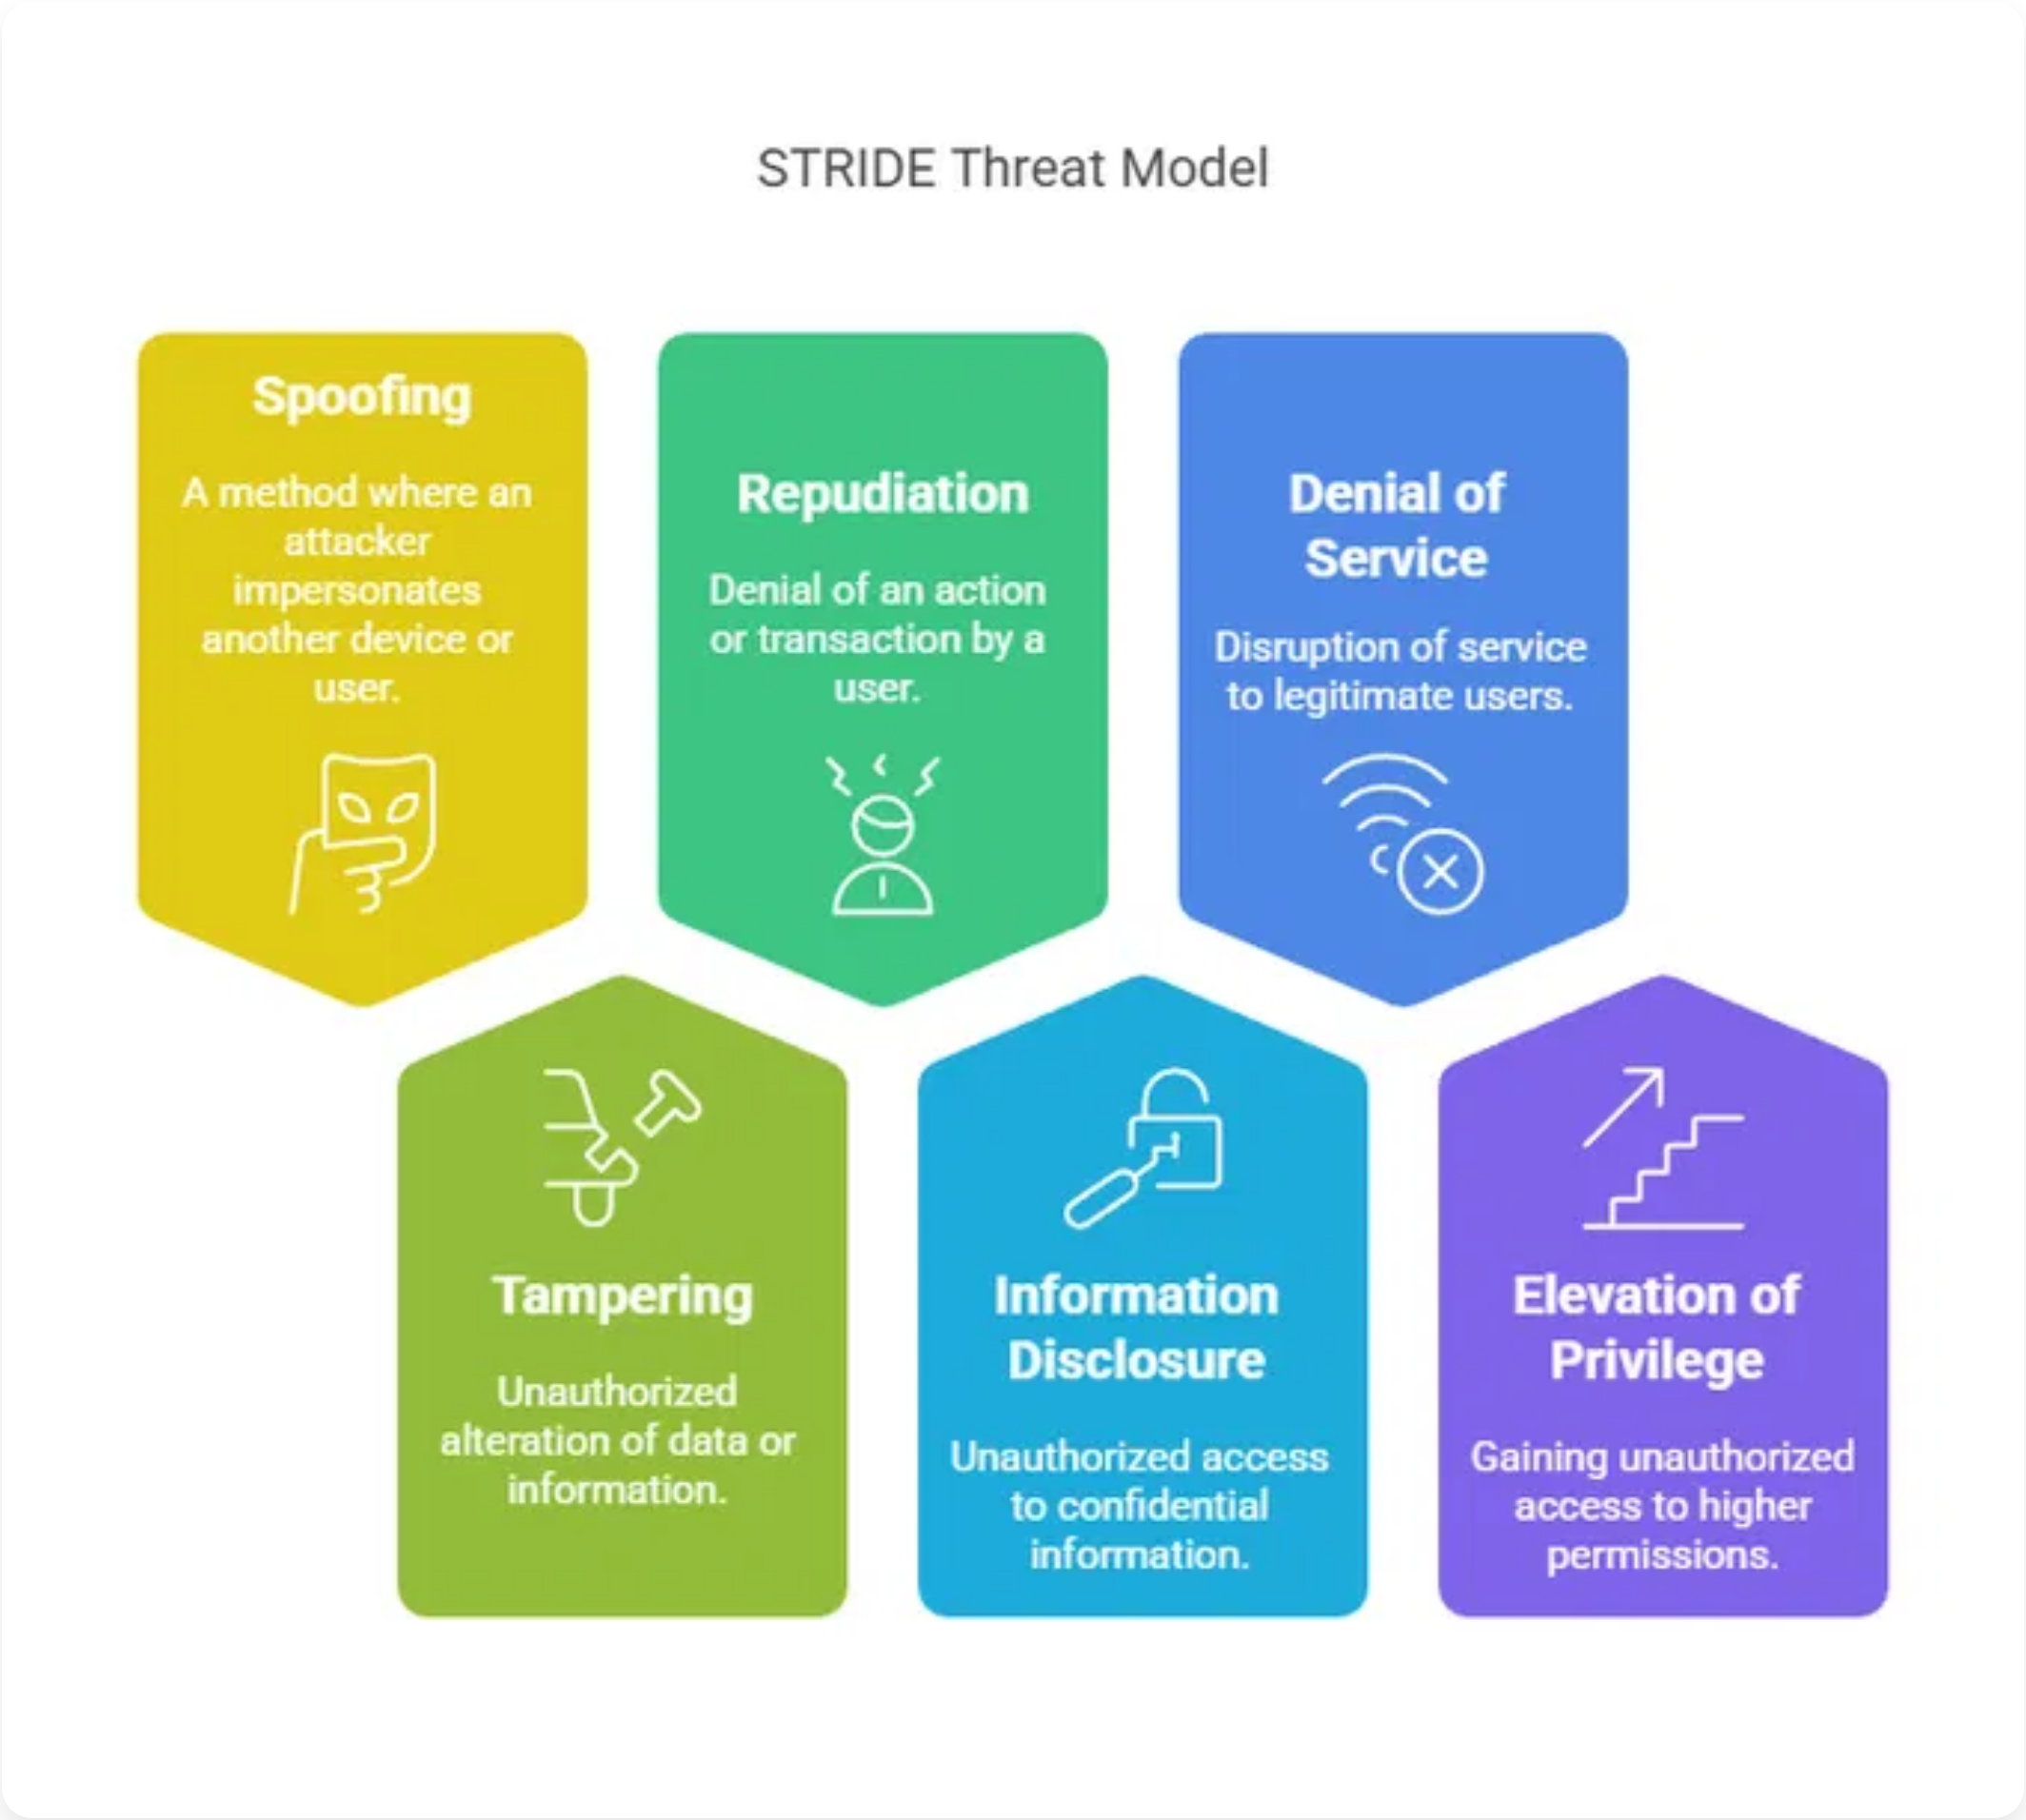 STRIDE Threat Model
Spoofing
A method where an
attacker
impersonates
another device or
user.
Tampering
Unauthorized
alteration of data or
information.
Repudiation
Denial of an action
or transaction by a
user.
Information
Disclosure
Unauthorized access
to confidential
information.
Denial of
Service
Disruption of service
to legitimate users.
Elevation of
Privilege
Gaining unauthorized
access to higher
permissions.